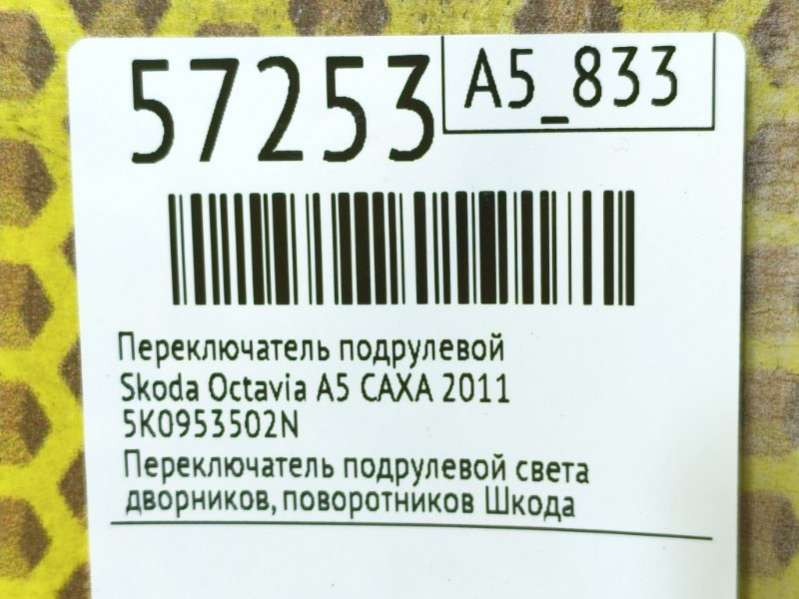 57253
A5_833
Переключатель подрулевой
Skoda Octavia A5 CAXA 2011
5K0953502N
Переключатель подрулевой света
дворников, поворотников Шкода